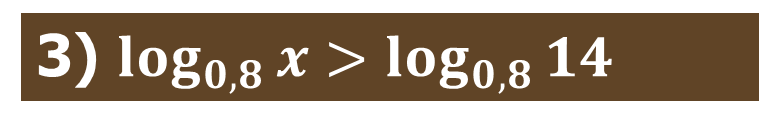 3) log₀,₈ x > log₀,₈ 14